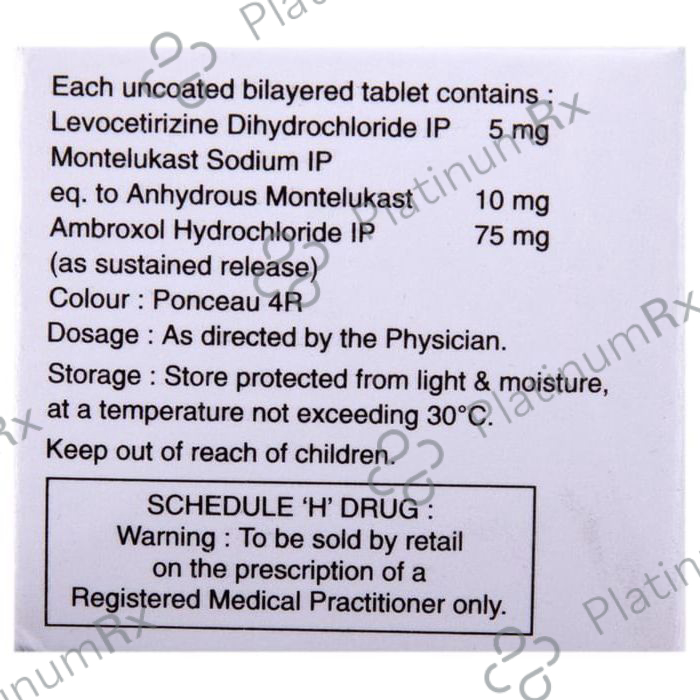 Each uncoated bilayered tablet contains :
Levocetirizine Dihydrochloride IP 5 mg
Montelukast Sodium IP
eq. to Anhydrous Montelukast 10 mg
Ambroxol Hydrochloride IP 75 mg
(as sustained release)
Colour : Ponceau 4R
Dosage : As directed by the Physician.
Storage : Store protected from light & moisture,
at a temperature not exceeding 30°C.
Keep out of reach of children.
SCHEDULE ‘H’ DRUG :
Warning : To be sold by retail
on the prescription of a
Registered Medical Practitioner only.
PlatinumRx
PlatinumRx
PlatinumRx